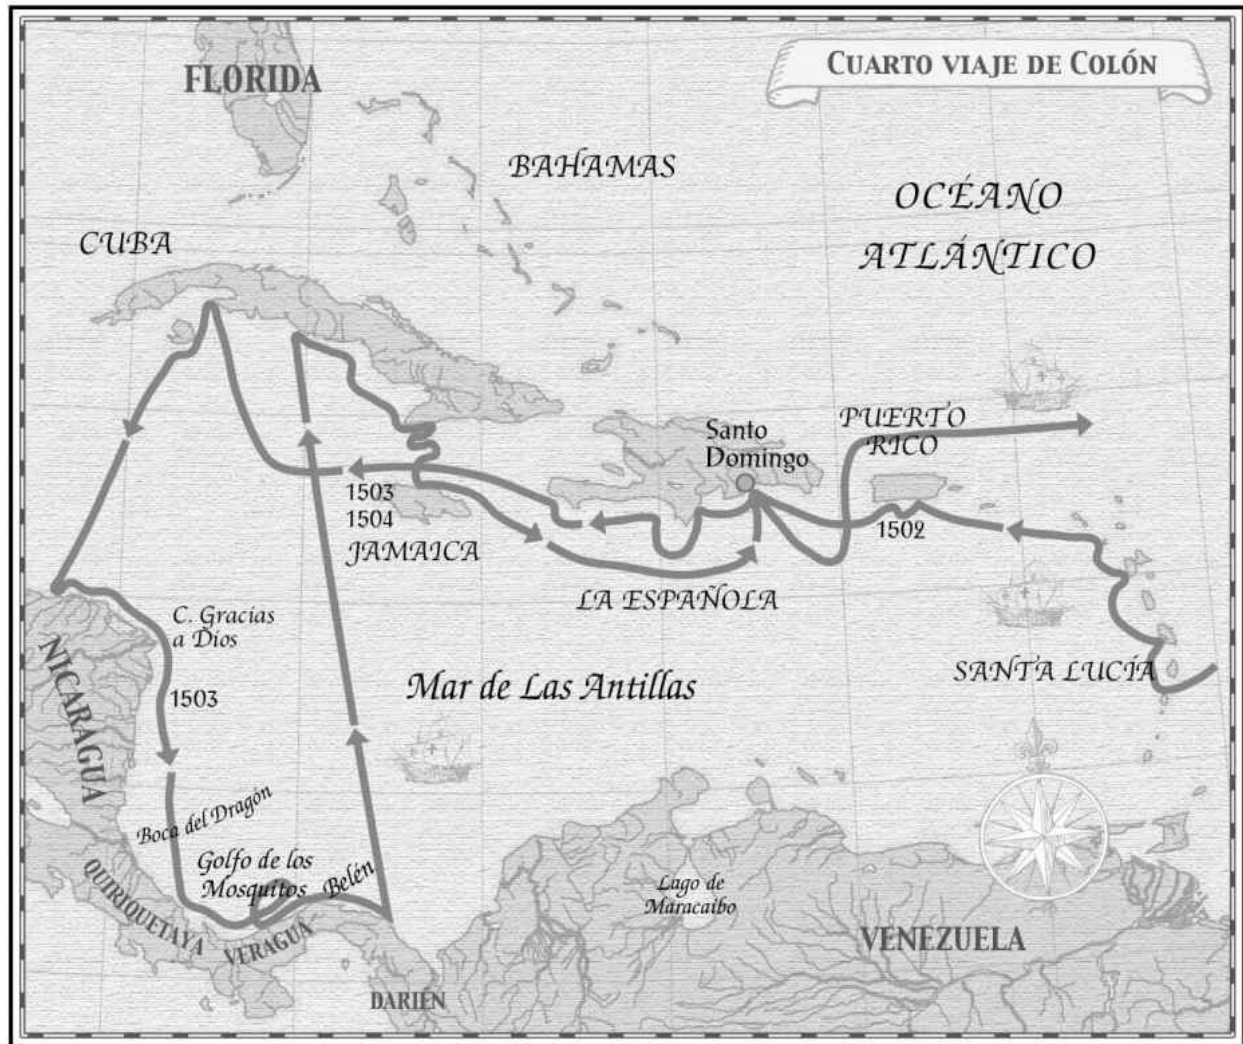 CUARTO VIAJE DE COLÓN
FLORIDA
BAHAMAS
OCÉANO
ATLÁNTICO
CUBA
PUERTO
RICO
Santo
Domingo
1503
1504
JAMAICA
1502
LA ESPAÑOLA
C. Gracias
a Dios
NICARAGUA
1503
Mar de Las Antillas
SANTA LUCÍA
Boca del Dragón
Golfo de los
Mosquitos
Belén
QUIRIQUETAYA
VERAGUA
DARIÉN
Lago de
Maracaibo
VENEZUELA